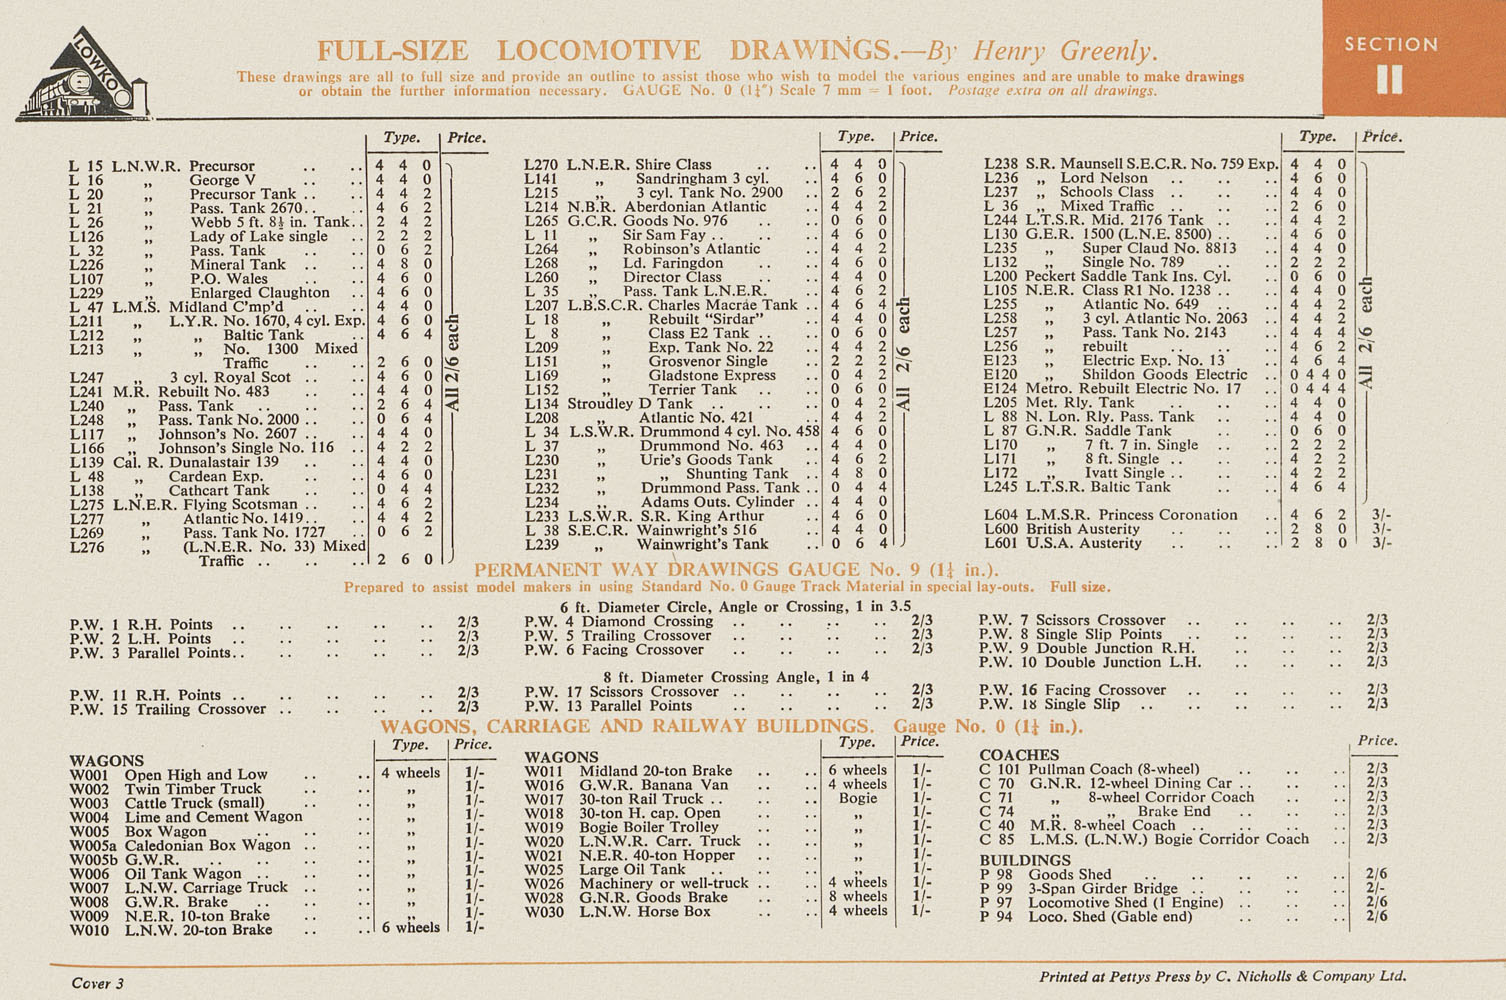 LOWKO
FULL-SIZE LOCOMOTIVE DRAWINGS.—By Henry Greenly.
SECTION
II
These drawings are all to full size and provide an outline to assist those who wish to model the various engines and are unable to make drawings
or obtain the further information necessary. GAUGE No. 0 (1¼") Scale 7 mm = 1 foot. Postage extra on all drawings.
Type. Price.
L 15 L.N.W.R. Precursor .. .. 4 4 0
L 16 „ George V .. .. 4 4 0
L 20 „ Precursor Tank .. .. 4 4 2
L 21 „ Pass. Tank 2670.. .. 4 6 2
L 26 „ Webb 5 ft. 8½ in. Tank.. 2 4 2
L126 „ Lady of Lake single .. 2 2 2
L 32 „ Pass. Tank .. .. 0 6 2
L226 „ Mineral Tank .. .. 4 8 0
L107 „ P.O. Wales .. .. 4 6 0
L229 „ Enlarged Claughton .. 4 6 0
L 47 L.M.S. Midland C'mp'd .. .. 4 4 0
L211 „ L.Y.R. No. 1670, 4 cyl. Exp. 4 6 0
L212 „ „ Baltic Tank .. 4 6 4
L213 „ „ No. 1300 Mixed
Traffic .. .. 2 6 0
L247 „ 3 cyl. Royal Scot .. .. 4 6 0
L241 M.R. Rebuilt No. 483 .. .. 4 4 0
L240 „ Pass. Tank .. .. .. 2 6 4
L248 „ Pass. Tank No. 2000 .. .. 0 6 4
L117 „ Johnson's No. 2607 .. .. 4 4 0
L166 „ Johnson's Single No. 116 .. 4 2 2
L139 Cal. R. Dunalastair 139 .. .. 4 4 0
L 48 „ Cardean Exp. .. .. 4 6 0
L138 „ Cathcart Tank .. .. 0 4 4
L275 L.N.E.R. Flying Scotsman .. .. 4 6 2
L277 „ Atlantic No. 1419.. .. 4 4 2
L269 „ Pass. Tank No. 1727 .. 0 6 2
L276 „ (L.N.E.R. No. 33) Mixed
Traffic .. .. .. 2 6 0
All 2/6 each
Type. Price.
L270 L.N.E.R. Shire Class .. .. 4 4 0
L141 „ Sandringham 3 cyl. .. 4 6 0
L215 „ 3 cyl. Tank No. 2900 .. 2 6 2
L214 N.B.R. Aberdonian Atlantic .. 4 4 2
L265 G.C.R. Goods No. 976 .. .. 0 6 0
L 11 „ Sir Sam Fay .. .. .. 4 6 0
L264 „ Robinson's Atlantic .. 4 4 2
L268 „ Ld. Faringdon .. .. 4 6 0
L260 „ Director Class .. .. 4 4 0
L 35 „ Pass. Tank L.N.E.R. .. 4 6 2
L207 L.B.S.C.R. Charles Macrae Tank .. 4 6 4
L 18 „ Rebuilt “Sirdar” .. 4 4 0
L 8 „ Class E2 Tank .. .. 0 6 0
L209 „ Exp. Tank No. 22 .. 4 4 2
L151 „ Grosvenor Single .. 2 2 2
L169 „ Gladstone Express .. 0 4 2
L152 „ Terrier Tank .. .. 0 6 0
L134 Stroudley D Tank .. .. .. 0 4 2
L208 „ Atlantic No. 421 .. 4 4 2
L 34 L.S.W.R. Drummond 4 cyl. No. 458 4 6 0
L 37 „ Drummond No. 463 .. 4 4 0
L230 „ Urie's Goods Tank .. 4 6 2
L231 „ „ Shunting Tank .. 4 8 0
L232 „ Drummond Pass. Tank .. 0 4 4
L234 „ Adams Outs. Cylinder .. 4 4 0
L233 L.S.W.R. S.R. King Arthur .. 4 6 0
L 38 S.E.C.R. Wainwright's 516 .. 4 4 0
L239 „ Wainwright's Tank .. 0 6 4
All 2/6 each
Type. Price.
L238 S.R. Maunsell S.E.C.R. No. 759 Exp. 4 4 0
L236 „ Lord Nelson .. .. .. 4 6 0
L237 „ Schools Class .. .. .. 4 4 0
L 36 „ Mixed Traffic .. .. .. 2 6 0
L244 L.T.S.R. Mid. 2176 Tank .. .. 4 4 2
L130 G.E.R. 1500 (L.N.E. 8500) .. .. 4 6 0
L235 „ Super Claud No. 8813 .. 4 4 0
L132 „ Single No. 789 .. .. 2 2 2
L200 Peckert Saddle Tank Ins. Cyl. .. 0 6 0
L105 N.E.R. Class R1 No. 1238 .. .. 4 4 0
L255 „ Atlantic No. 649 .. .. 4 4 2
L258 „ 3 cyl. Atlantic No. 2063 .. 4 4 2
L257 „ Pass. Tank No. 2143 .. 4 4 4
L256 „ rebuilt .. .. .. 4 6 2
E123 „ Electric Exp. No. 13 .. 4 6 4
E120 „ Shildon Goods Electric .. 0 4 4 0
E124 Metro. Rebuilt Electric No. 17 .. 0 4 4 4
L205 Met. Rly. Tank .. .. .. 4 4 0
L 88 N. Lon. Rly. Pass. Tank .. .. 4 4 0
L 87 G.N.R. Saddle Tank .. .. 0 6 0
L170 „ 7 ft. 7 in. Single .. .. 2 2 2
L171 „ 8 ft. Single .. .. .. 4 2 2
L172 „ Ivatt Single .. .. .. 4 2 2
L245 L.T.S.R. Baltic Tank .. .. 4 6 4
All 2/6 each
L604 L.M.S.R. Princess Coronation .. 4 6 2 3/-
L600 British Austerity .. .. .. 2 8 0 3/-
L601 U.S.A. Austerity .. .. .. 2 8 0 3/-
PERMANENT WAY DRAWINGS GAUGE No. 9 (1¼ in.).
Prepared to assist model makers in using Standard No. 0 Gauge Track Material in special lay-outs. Full size.
6 ft. Diameter Circle, Angle or Crossing, 1 in 3.5
P.W. 1 R.H. Points .. .. .. .. .. 2/3
P.W. 2 L.H. Points .. .. .. .. .. 2/3
P.W. 3 Parallel Points.. .. .. .. .. 2/3
P.W. 4 Diamond Crossing .. .. .. .. 2/3
P.W. 5 Trailing Crossover .. .. .. .. 2/3
P.W. 6 Facing Crossover .. .. .. .. 2/3
P.W. 7 Scissors Crossover .. .. .. .. 2/3
P.W. 8 Single Slip Points .. .. .. .. 2/3
P.W. 9 Double Junction R.H. .. .. .. 2/3
P.W. 10 Double Junction L.H. .. .. .. 2/3
8 ft. Diameter Crossing Angle, 1 in 4
P.W. 11 R.H. Points .. .. .. .. .. 2/3
P.W. 15 Trailing Crossover .. .. .. .. 2/3
P.W. 17 Scissors Crossover .. .. .. .. 2/3
P.W. 13 Parallel Points .. .. .. .. 2/3
P.W. 16 Facing Crossover .. .. .. .. 2/3
P.W. 18 Single Slip .. .. .. .. .. 2/3
WAGONS, CARRIAGE AND RAILWAY BUILDINGS. Gauge No. 0 (1¼ in.).
Type. Price.
WAGONS
W001 Open High and Low .. .. 4 wheels 1/-
W002 Twin Timber Truck .. .. „ 1/-
W003 Cattle Truck (small) .. .. „ 1/-
W004 Lime and Cement Wagon .. „ 1/-
W005 Box Wagon .. .. .. „ 1/-
W005a Caledonian Box Wagon .. .. „ 1/-
W005b G.W.R. .. .. .. .. „ 1/-
W006 Oil Tank Wagon .. .. .. „ 1/-
W007 L.N.W. Carriage Truck .. .. „ 1/-
W008 G.W.R. Brake .. .. .. „ 1/-
W009 N.E.R. 10-ton Brake .. .. „ 1/-
W010 L.N.W. 20-ton Brake .. .. 6 wheels 1/-
Type. Price.
WAGONS
W011 Midland 20-ton Brake .. .. 6 wheels 1/-
W016 G.W.R. Banana Van .. .. 4 wheels 1/-
W017 30-ton Rail Truck .. .. .. Bogie 1/-
W018 30-ton H. cap. Open .. .. „ 1/-
W019 Bogie Boiler Trolley .. .. „ 1/-
W020 L.N.W.R. Carr. Truck .. .. „ 1/-
W021 N.E.R. 40-ton Hopper .. .. „ 1/-
W025 Large Oil Tank .. .. .. „ 1/-
W026 Machinery or well-truck .. .. 4 wheels 1/-
W028 G.N.R. Goods Brake .. .. 8 wheels 1/-
W030 L.N.W. Horse Box .. .. 4 wheels 1/-
Price.
COACHES
C 101 Pullman Coach (8-wheel) .. .. .. 2/3
C 70 G.N.R. 12-wheel Dining Car .. .. .. 2/3
C 71 „ 8-wheel Corridor Coach .. .. 2/3
C 74 „ „ Brake End .. .. .. 2/3
C 40 M.R. 8-wheel Coach .. .. .. .. 2/3
C 85 L.M.S. (L.N.W.) Bogie Corridor Coach .. 2/3
BUILDINGS
P 98 Goods Shed .. .. .. .. .. 2/6
P 99 3-Span Girder Bridge .. .. .. .. 2/-
P 97 Locomotive Shed (1 Engine) .. .. .. 2/6
P 94 Loco. Shed (Gable end) .. .. .. 2/6
Cover 3
Printed at Pettys Press by C. Nicholls & Company Ltd.